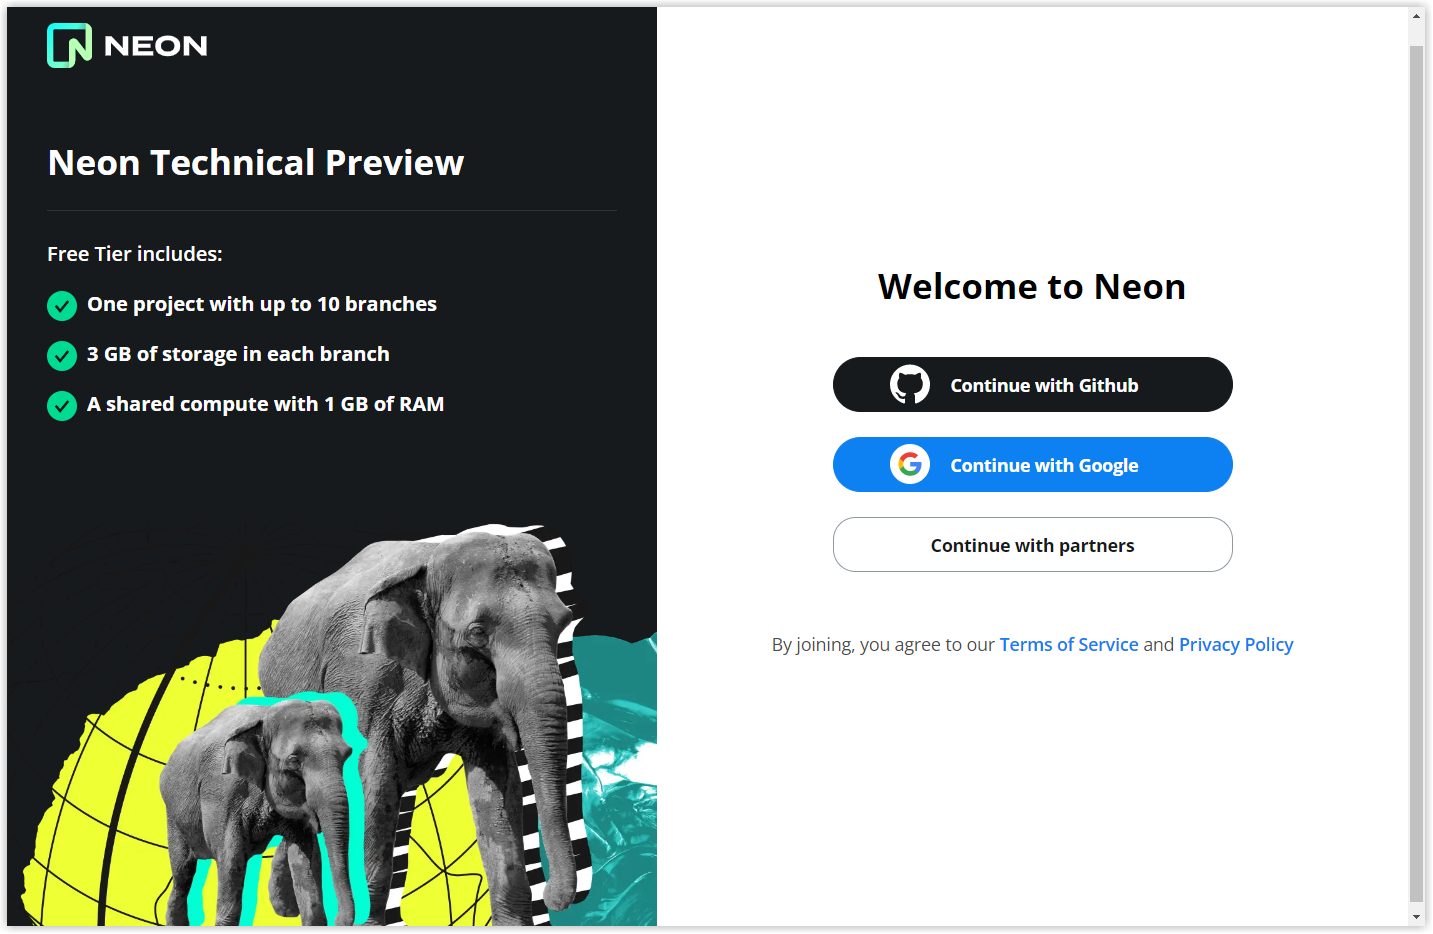 NEON
Neon Technical Preview
Free Tier includes:
One project with up to 10 branches
3 GB of storage in each branch
A shared compute with 1 GB of RAM
Welcome to Neon
Continue with Github
Continue with Google
Continue with partners
By joining, you agree to our Terms of Service and Privacy Policy